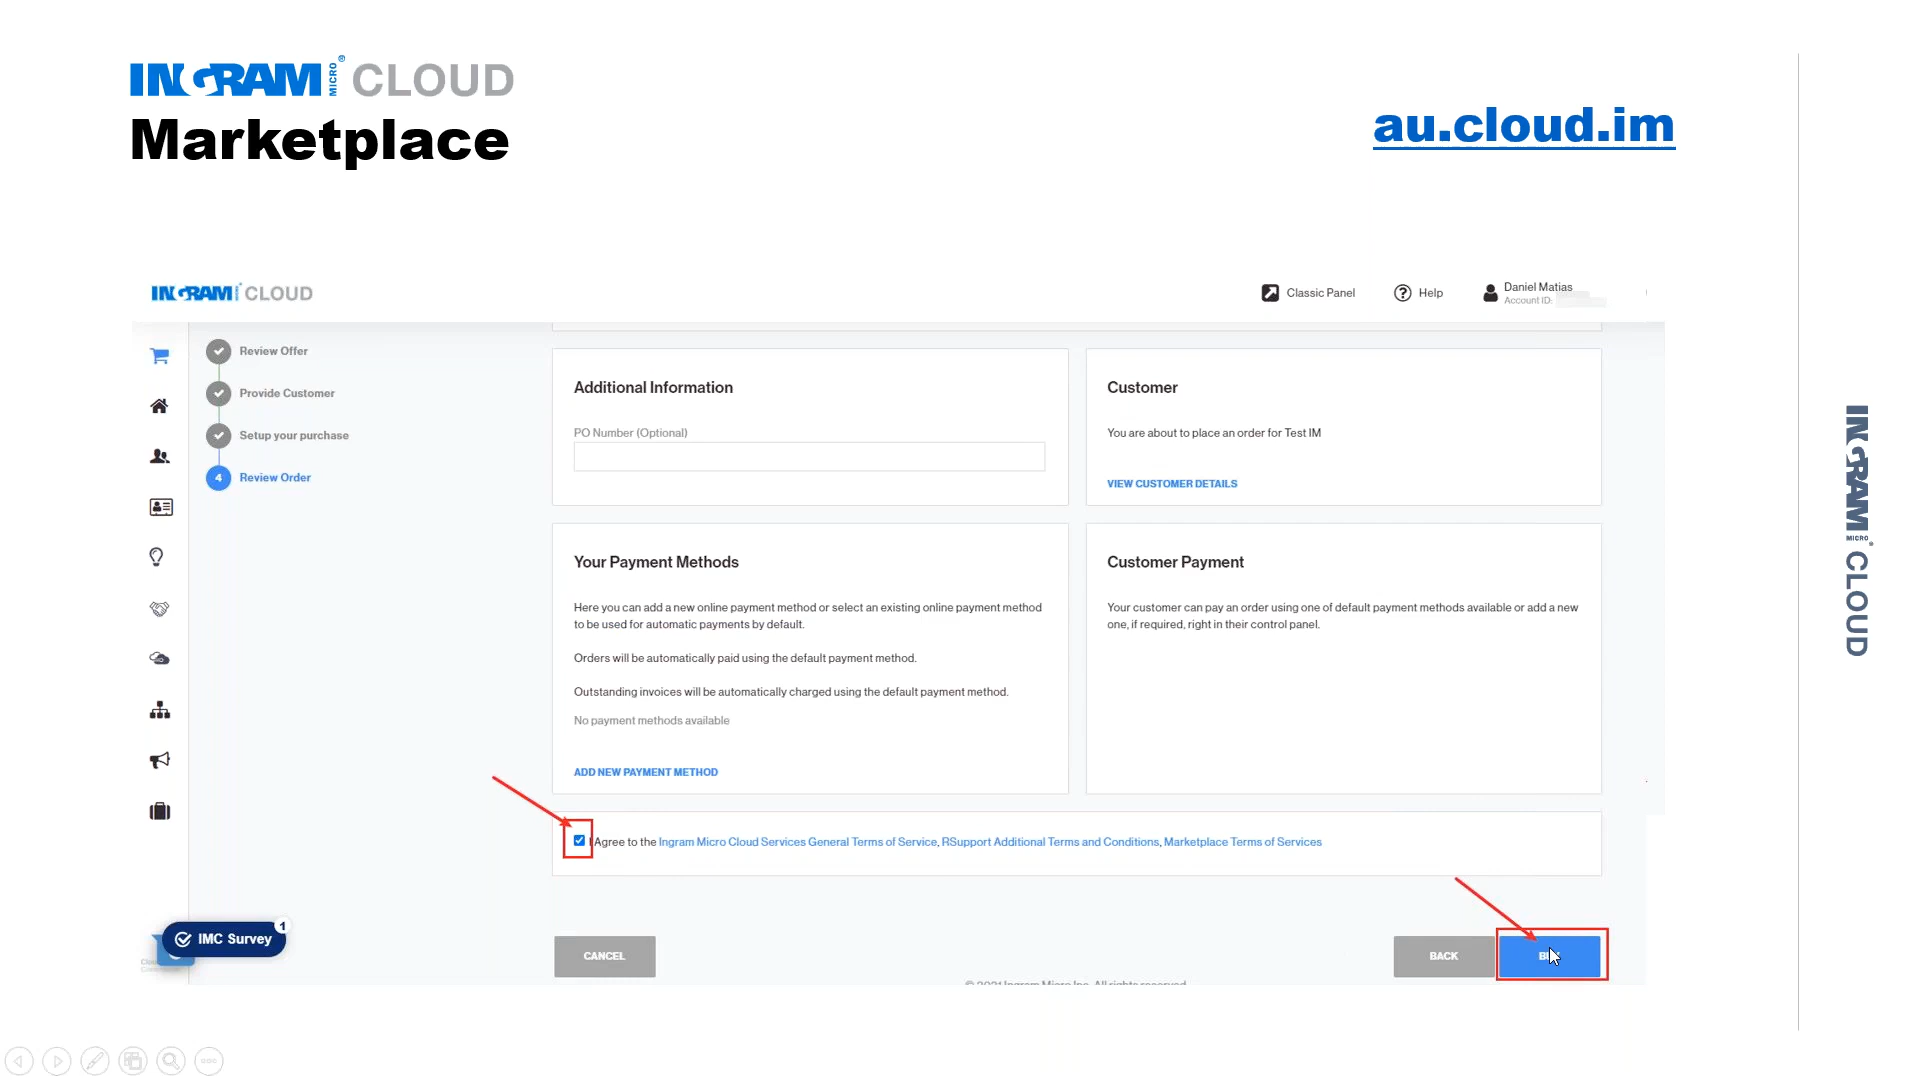 INGRAM MICRO® CLOUD
Marketplace
au.cloud.im
INGRAM MICRO CLOUD
Classic Panel
Help
Daniel Matias
Account ID:
Review Offer
Provide Customer
Setup your purchase
4 Review Order
Additional Information
PO Number (Optional)
Customer
You are about to place an order for Test IM
VIEW CUSTOMER DETAILS
Your Payment Methods
Here you can add a new online payment method or select an existing online payment method
to be used for automatic payments by default.
Orders will be automatically paid using the default payment method.
Outstanding invoices will be automatically charged using the default payment method.
No payment methods available
ADD NEW PAYMENT METHOD
Customer Payment
Your customer can pay an order using one of default payment methods available or add a new
one, if required, right in their control panel.
I Agree to the Ingram Micro Cloud Services General Terms of Service, RSupport Additional Terms and Conditions, Marketplace Terms of Services
IMC Survey
1
CANCEL
BACK
© 2021 Ingram Micro Inc. All rights reserved
INGRAM MICRO® CLOUD